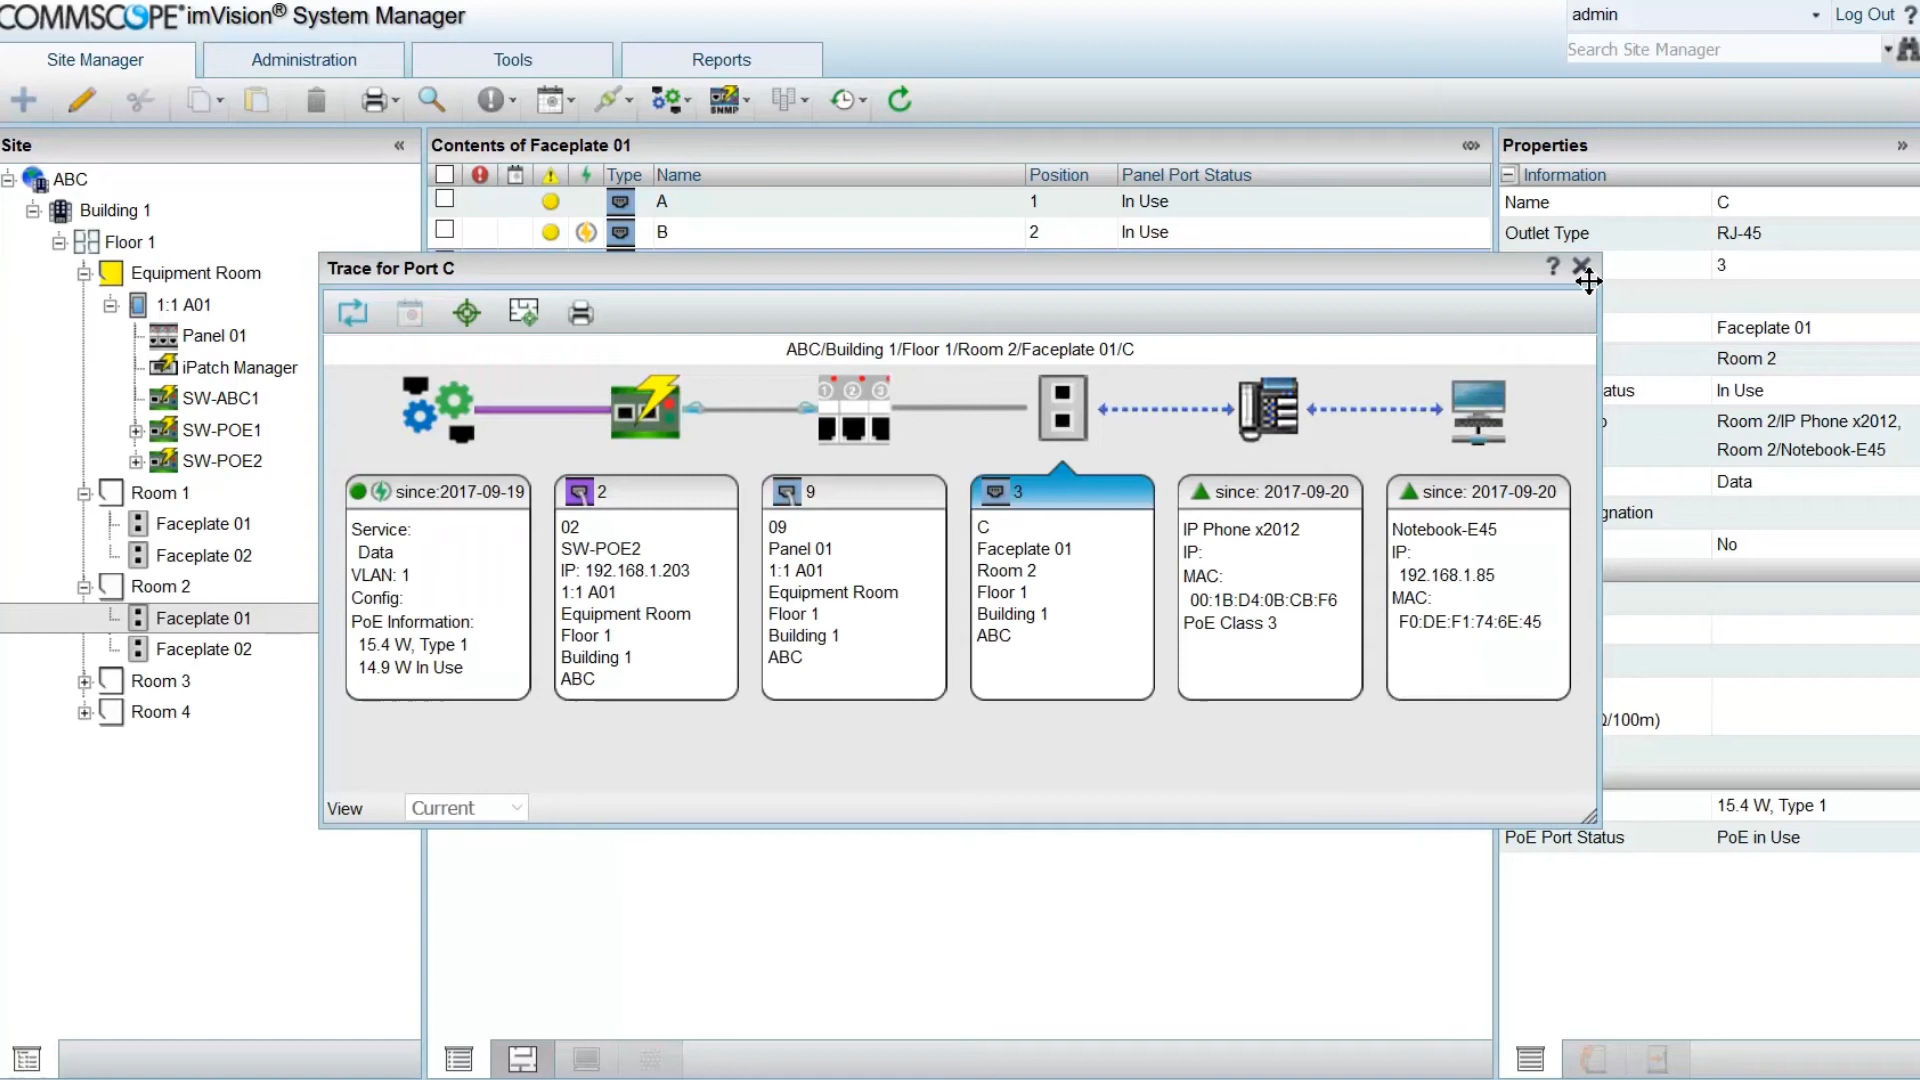 COMMSCOPE® imVision® System Manager
admin
Log Out ?
Search Site Manager
Site Manager
Administration
Tools
Reports
SNMP
Site
ABC
Building 1
Floor 1
Equipment Room
1:1 A01
Panel 01
iPatch Manager
SW-ABC1
SW-POE1
SW-POE2
Room 1
Faceplate 01
Faceplate 02
Room 2
Faceplate 01
Faceplate 02
Room 3
Room 4
Contents of Faceplate 01
Type Name Position Panel Port Status
A 1 In Use
B 2 In Use
Trace for Port C
?
ABC/Building 1/Floor 1/Room 2/Faceplate 01/C
1 2 3
since:2017-09-19
Service:
Data
VLAN: 1
Config:
PoE Information:
15.4 W, Type 1
14.9 W In Use
2
02
SW-POE2
IP: 192.168.1.203
1:1 A01
Equipment Room
Floor 1
Building 1
ABC
9
09
Panel 01
1:1 A01
Equipment Room
Floor 1
Building 1
ABC
3
C
Faceplate 01
Room 2
Floor 1
Building 1
ABC
since: 2017-09-20
IP Phone x2012
IP:
MAC:
00:1B:D4:0B:CB:F6
PoE Class 3
since: 2017-09-20
Notebook-E45
IP:
192.168.1.85
MAC:
F0:DE:F1:74:6E:45
View Current
Properties
Information
Name C
Outlet Type RJ-45
3
Faceplate 01
Room 2
atus In Use
Room 2/IP Phone x2012,
Room 2/Notebook-E45
Data
gnation
No
/100m)
15.4 W, Type 1
PoE Port Status PoE in Use